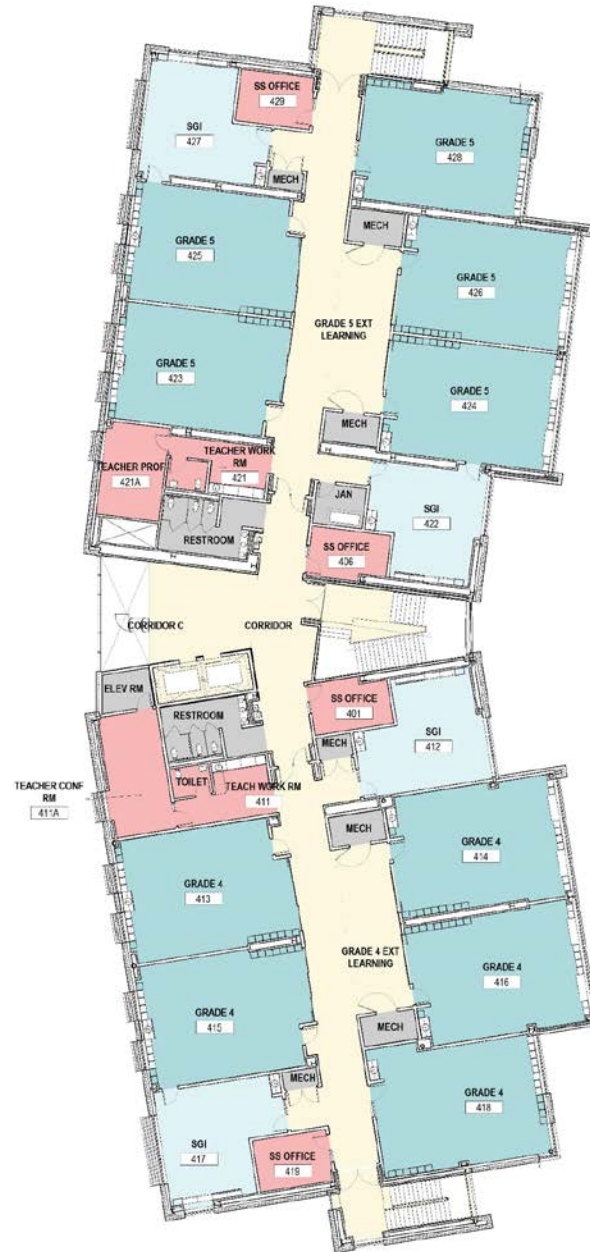 SS OFFICE
429
SGI
427
GRADE 5
428
MECH
MECH
GRADE 5
425
GRADE 5
426
GRADE 5 EXT
LEARNING
GRADE 5
423
GRADE 5
424
MECH
TEACHER WORK
RM
421
TEACHER PROF
421A
JAN
SGI
422
RESTROOM
SS OFFICE
406
CORRIDOR C
CORRIDOR
ELEV RM
SS OFFICE
401
RESTROOM
SGI
412
MECH
TOILET
TEACH WORK RM
411
TEACHER CONF
RM
411A
MECH
GRADE 4
414
GRADE 4
413
GRADE 4 EXT
LEARNING
GRADE 4
416
GRADE 4
415
MECH
MECH
GRADE 4
418
SGI
417
SS OFFICE
419